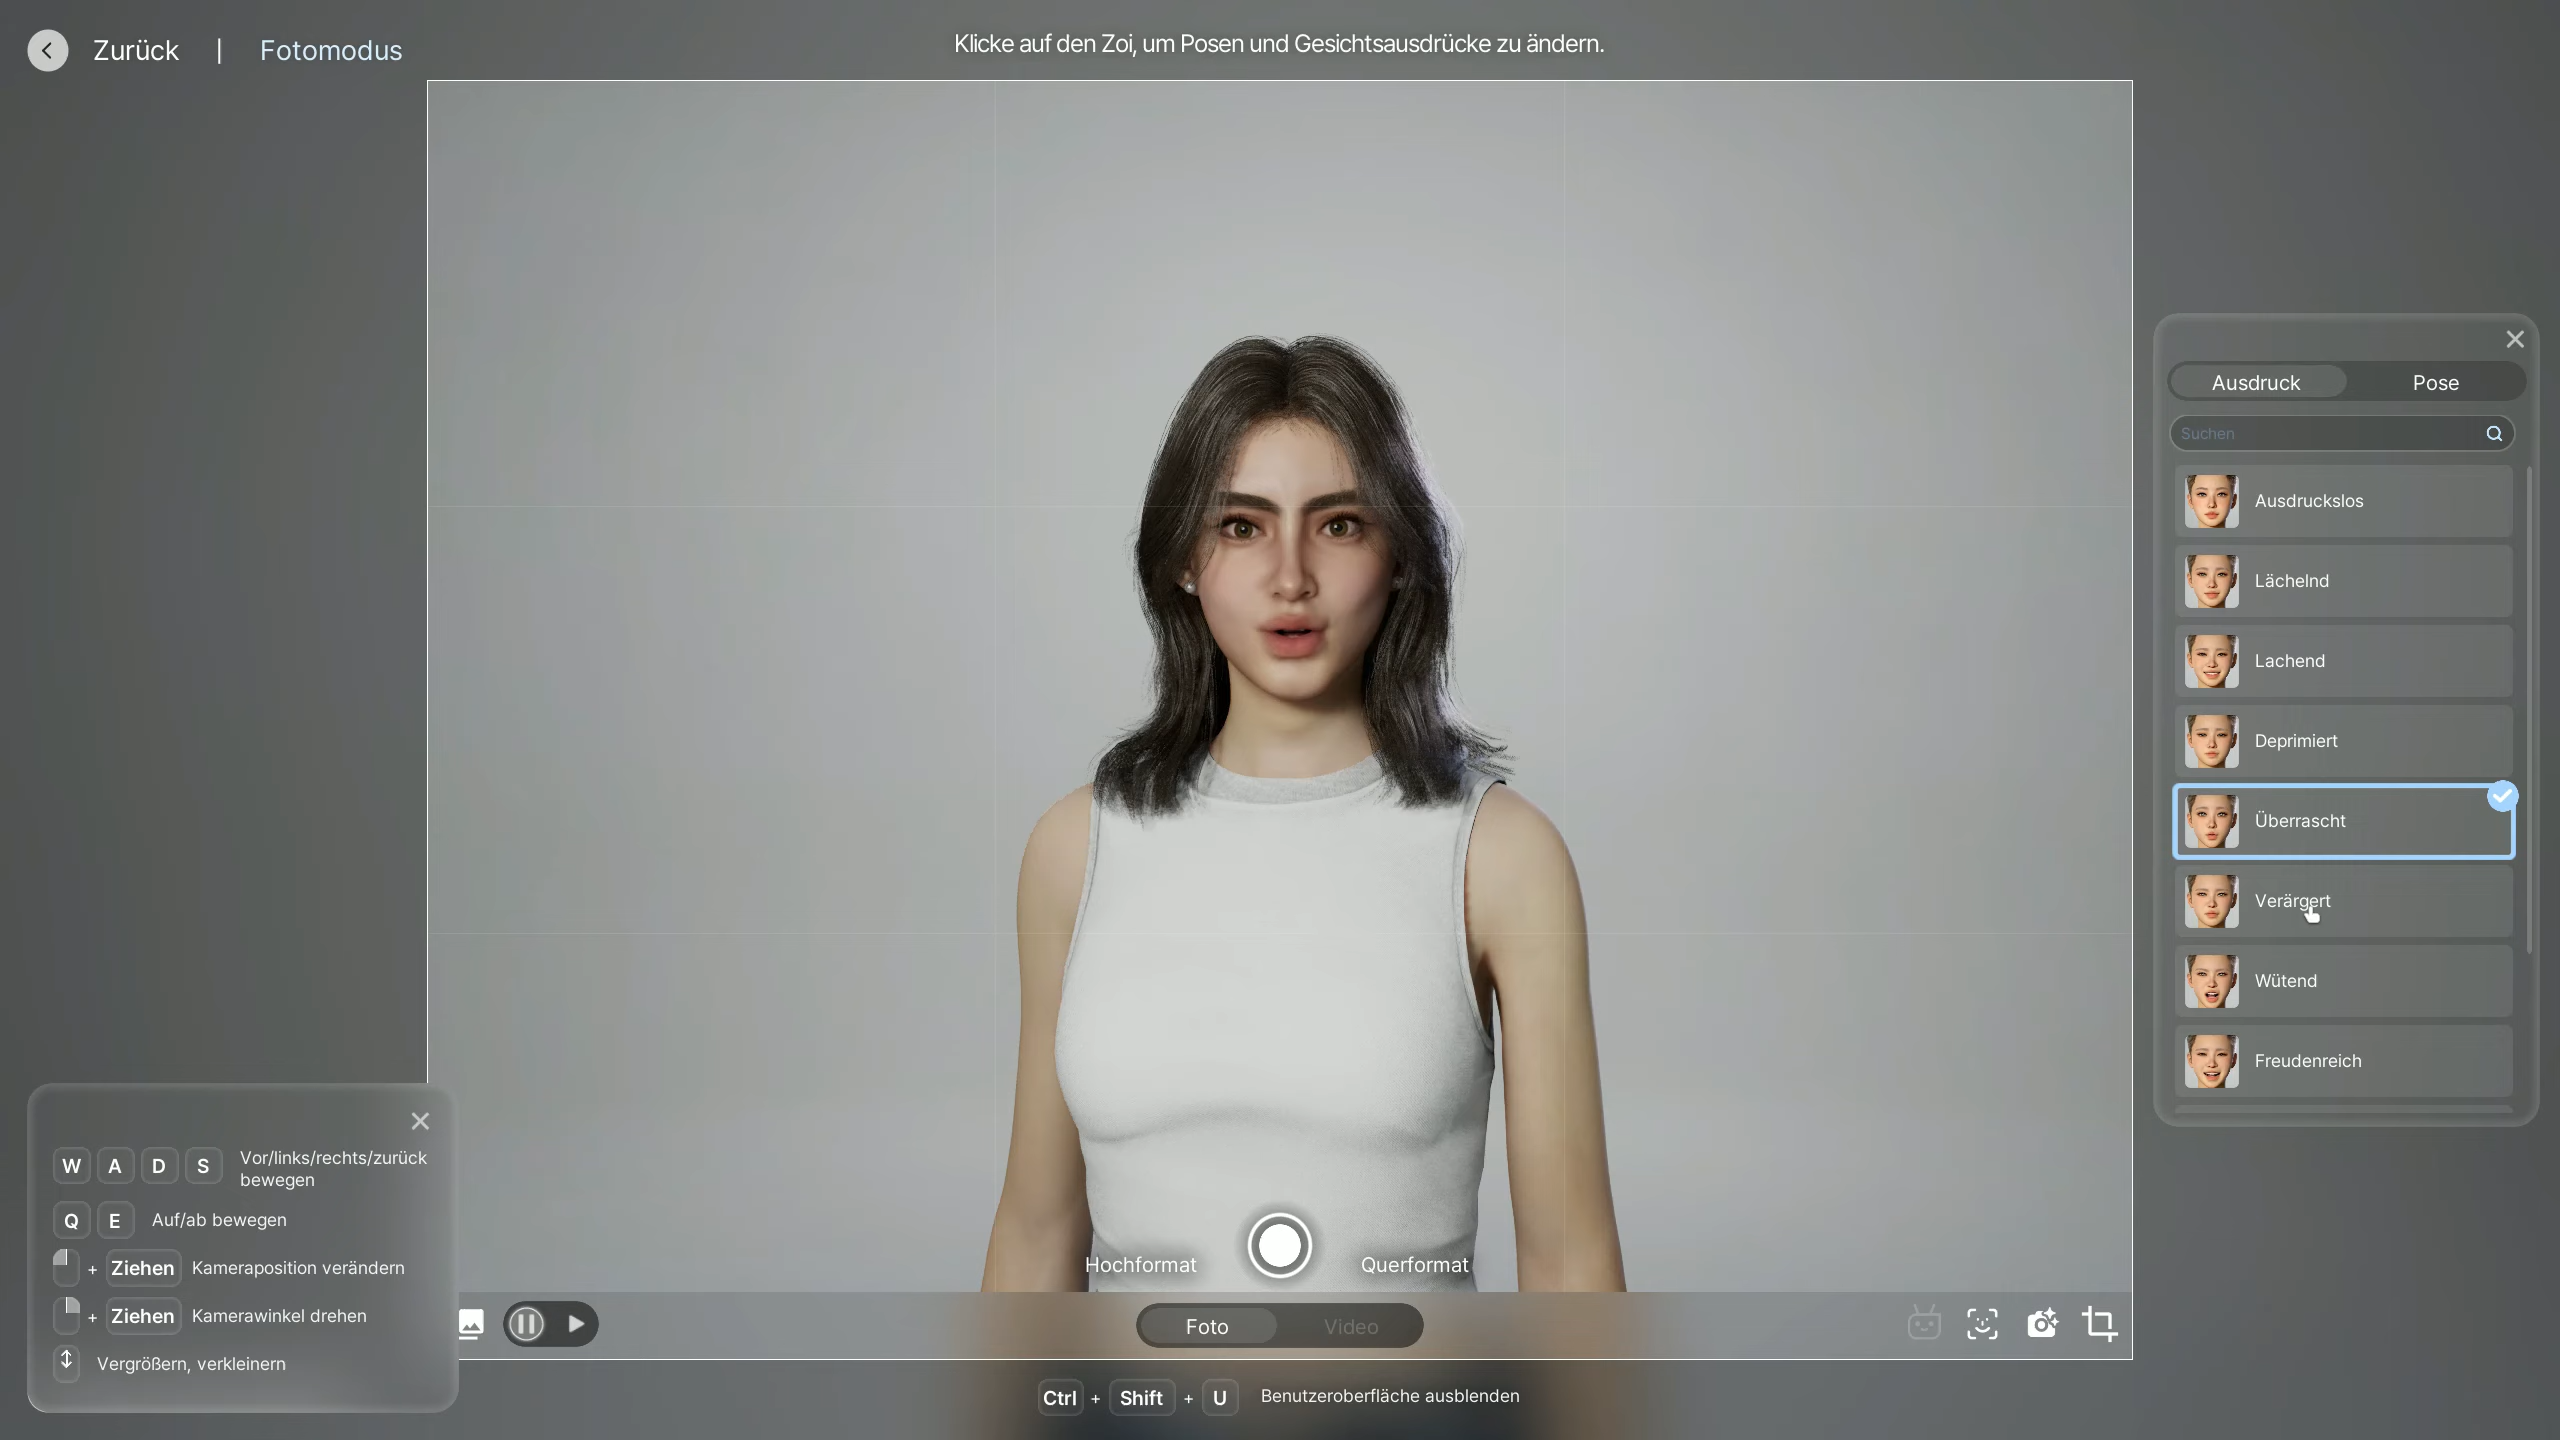 Zurück | Fotomodus
Klicke auf den Zoi, um Posen und Gesichtsausdrücke zu ändern.
Ausdruck Pose
Suchen
Ausdruckslos
Lächelnd
Lachend
Deprimiert
Überrascht
Verärgert
Wütend
Freudenreich
W A D S Vor/links/rechts/zurück
bewegen
Q E Auf/ab bewegen
+ Ziehen Kameraposition verändern
+ Ziehen Kamerawinkel drehen
Vergrößern, verkleinern
Hochformat Querformat
Foto Video
Ctrl + Shift + U Benutzeroberfläche ausblenden